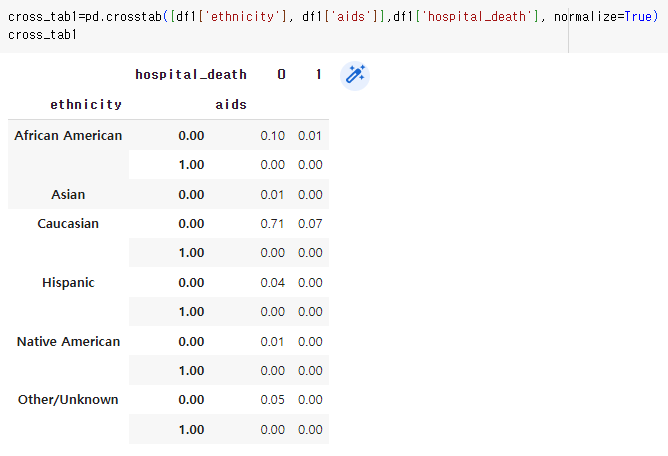 cross_tab1=pd.crosstab([df1['ethnicity'], df1['aids']],df1['hospital_death'], normalize=True)
cross_tab1
hospital_death 0 1
ethnicity aids
African American 0.00 0.10 0.01
1.00 0.00 0.00
Asian 0.00 0.01 0.00
Caucasian 0.00 0.71 0.07
1.00 0.00 0.00
Hispanic 0.00 0.04 0.00
1.00 0.00 0.00
Native American 0.00 0.01 0.00
1.00 0.00 0.00
Other/Unknown 0.00 0.05 0.00
1.00 0.00 0.00